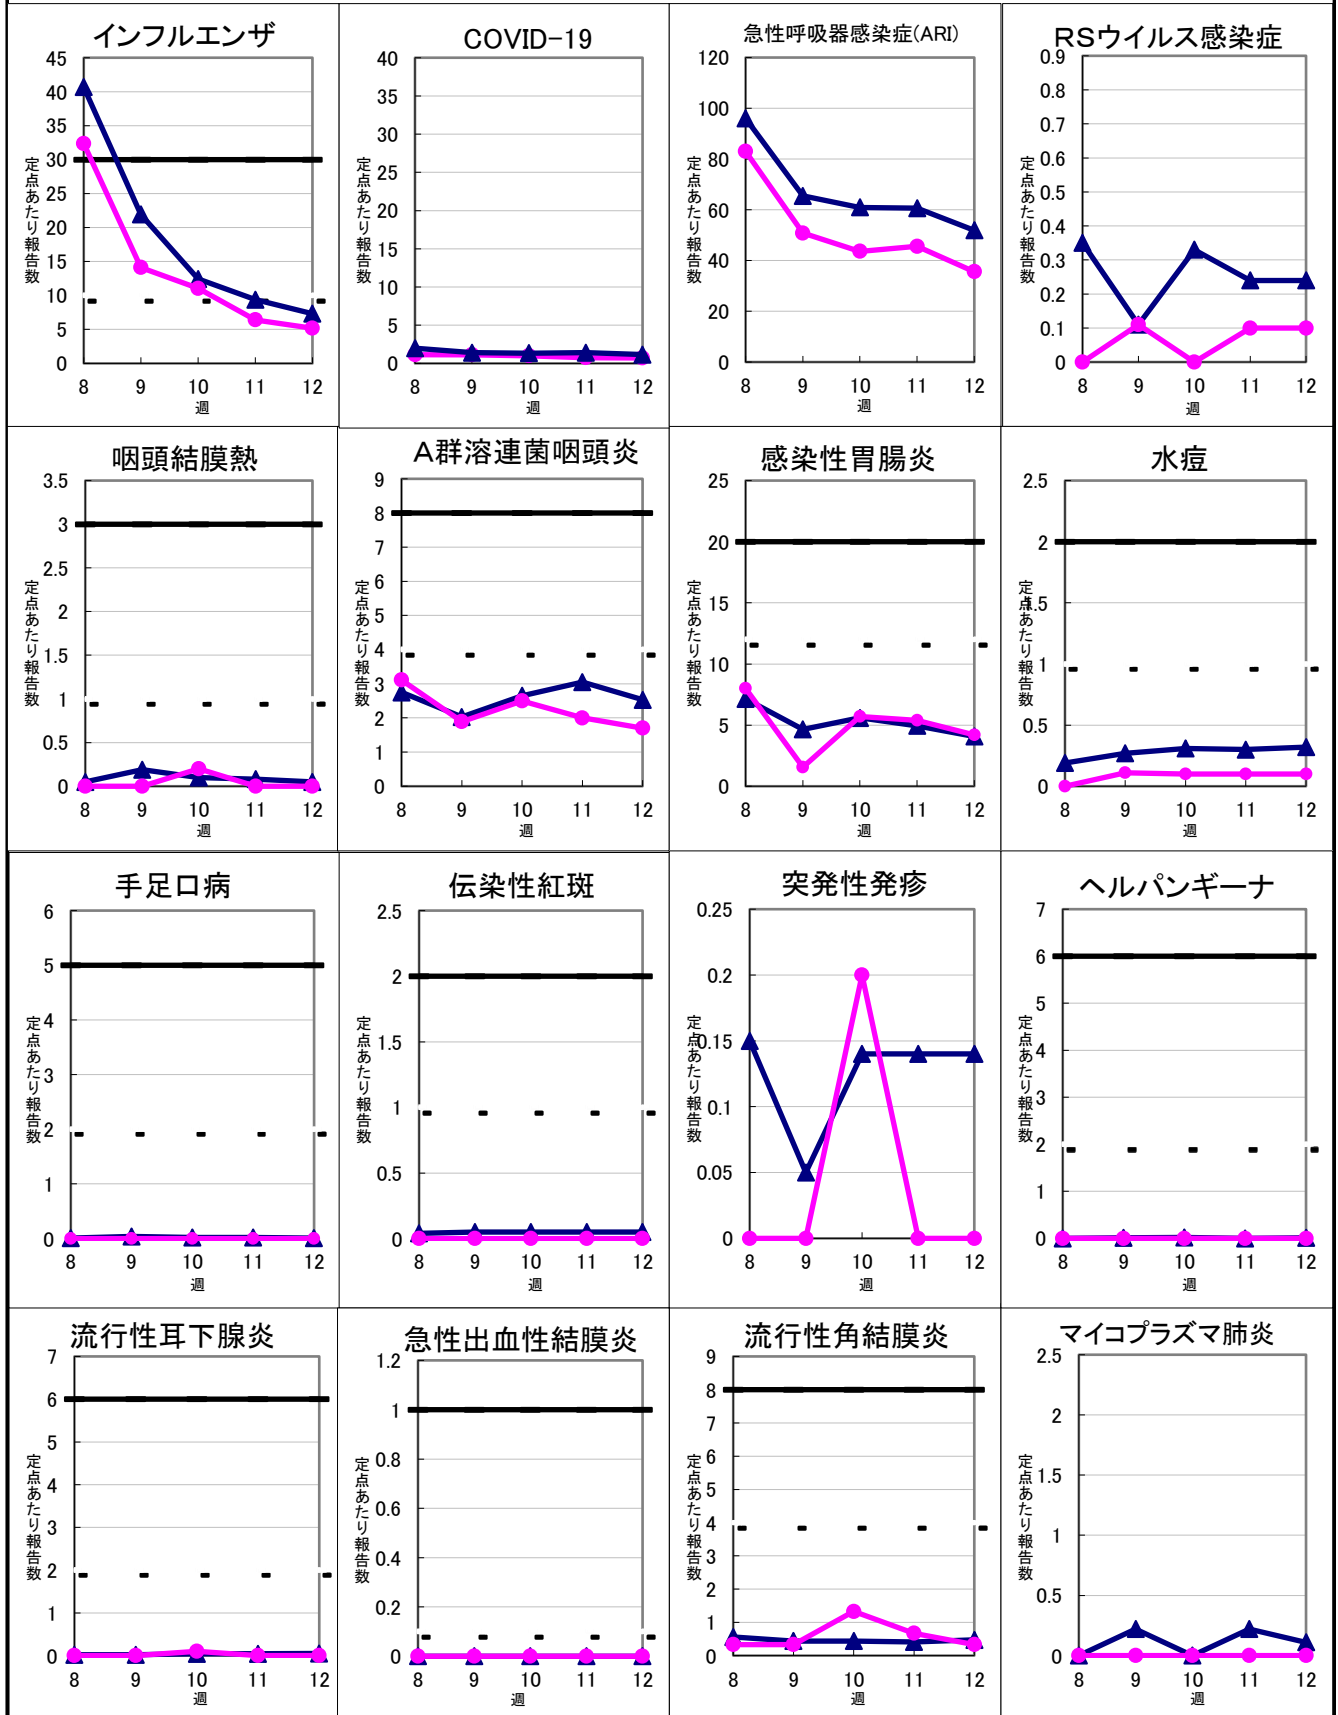 インフルエンザ
45
40
35
30
25
20
15
10
5
0
定点あたり報告数
8 9 10 11 12
週
COVID-19
40
35
30
25
20
15
10
5
0
定点あたり報告数
8 9 10 11 12
週
急性呼吸器感染症(ARI)
120
100
80
60
40
20
0
定点あたり報告数
8 9 10 11 12
週
RSウイルス感染症
0.9
0.8
0.7
0.6
0.5
0.4
0.3
0.2
0.1
0
定点あたり報告数
8 9 10 11 12
週
咽頭結膜熱
3.5
3
2.5
2
1.5
1
0.5
0
定点あたり報告数
8 9 10 11 12
週
A群溶連菌咽頭炎
9
8
7
6
5
4
3
2
1
0
定点あたり報告数
8 9 10 11 12
週
感染性胃腸炎
25
20
15
10
5
0
定点あたり報告数
8 9 10 11 12
週
水痘
2.5
2
1.5
1
0.5
0
定点あたり報告数
8 9 10 11 12
週
手足口病
6
5
4
3
2
1
0
定点あたり報告数
8 9 10 11 12
週
伝染性紅斑
2.5
2
1.5
1
0.5
0
定点あたり報告数
8 9 10 11 12
週
突発性発疹
0.25
0.2
0.15
0.1
0.05
0
定点あたり報告数
8 9 10 11 12
週
ヘルパンギーナ
7
6
5
4
3
2
1
0
定点あたり報告数
8 9 10 11 12
週
流行性耳下腺炎
7
6
5
4
3
2
1
0
定点あたり報告数
8 9 10 11 12
週
急性出血性結膜炎
1.2
1
0.8
0.6
0.4
0.2
0
定点あたり報告数
8 9 10 11 12
週
流行性角結膜炎
9
8
7
6
5
4
3
2
1
0
定点あたり報告数
8 9 10 11 12
週
マイコプラズマ肺炎
2.5
2
1.5
1
0.5
0
定点あたり報告数
8 9 10 11 12
週